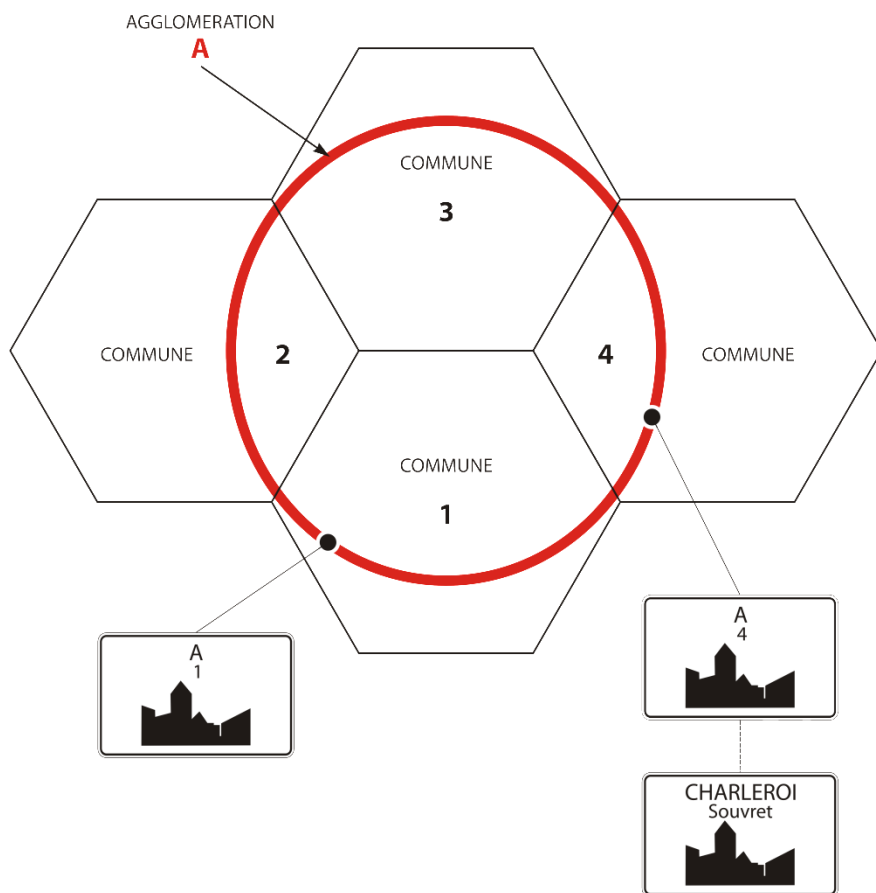 AGGLOMERATION
A
COMMUNE
3
COMMUNE
2
4
COMMUNE
COMMUNE
1
A
1
A
4
CHARLEROI
Souvret